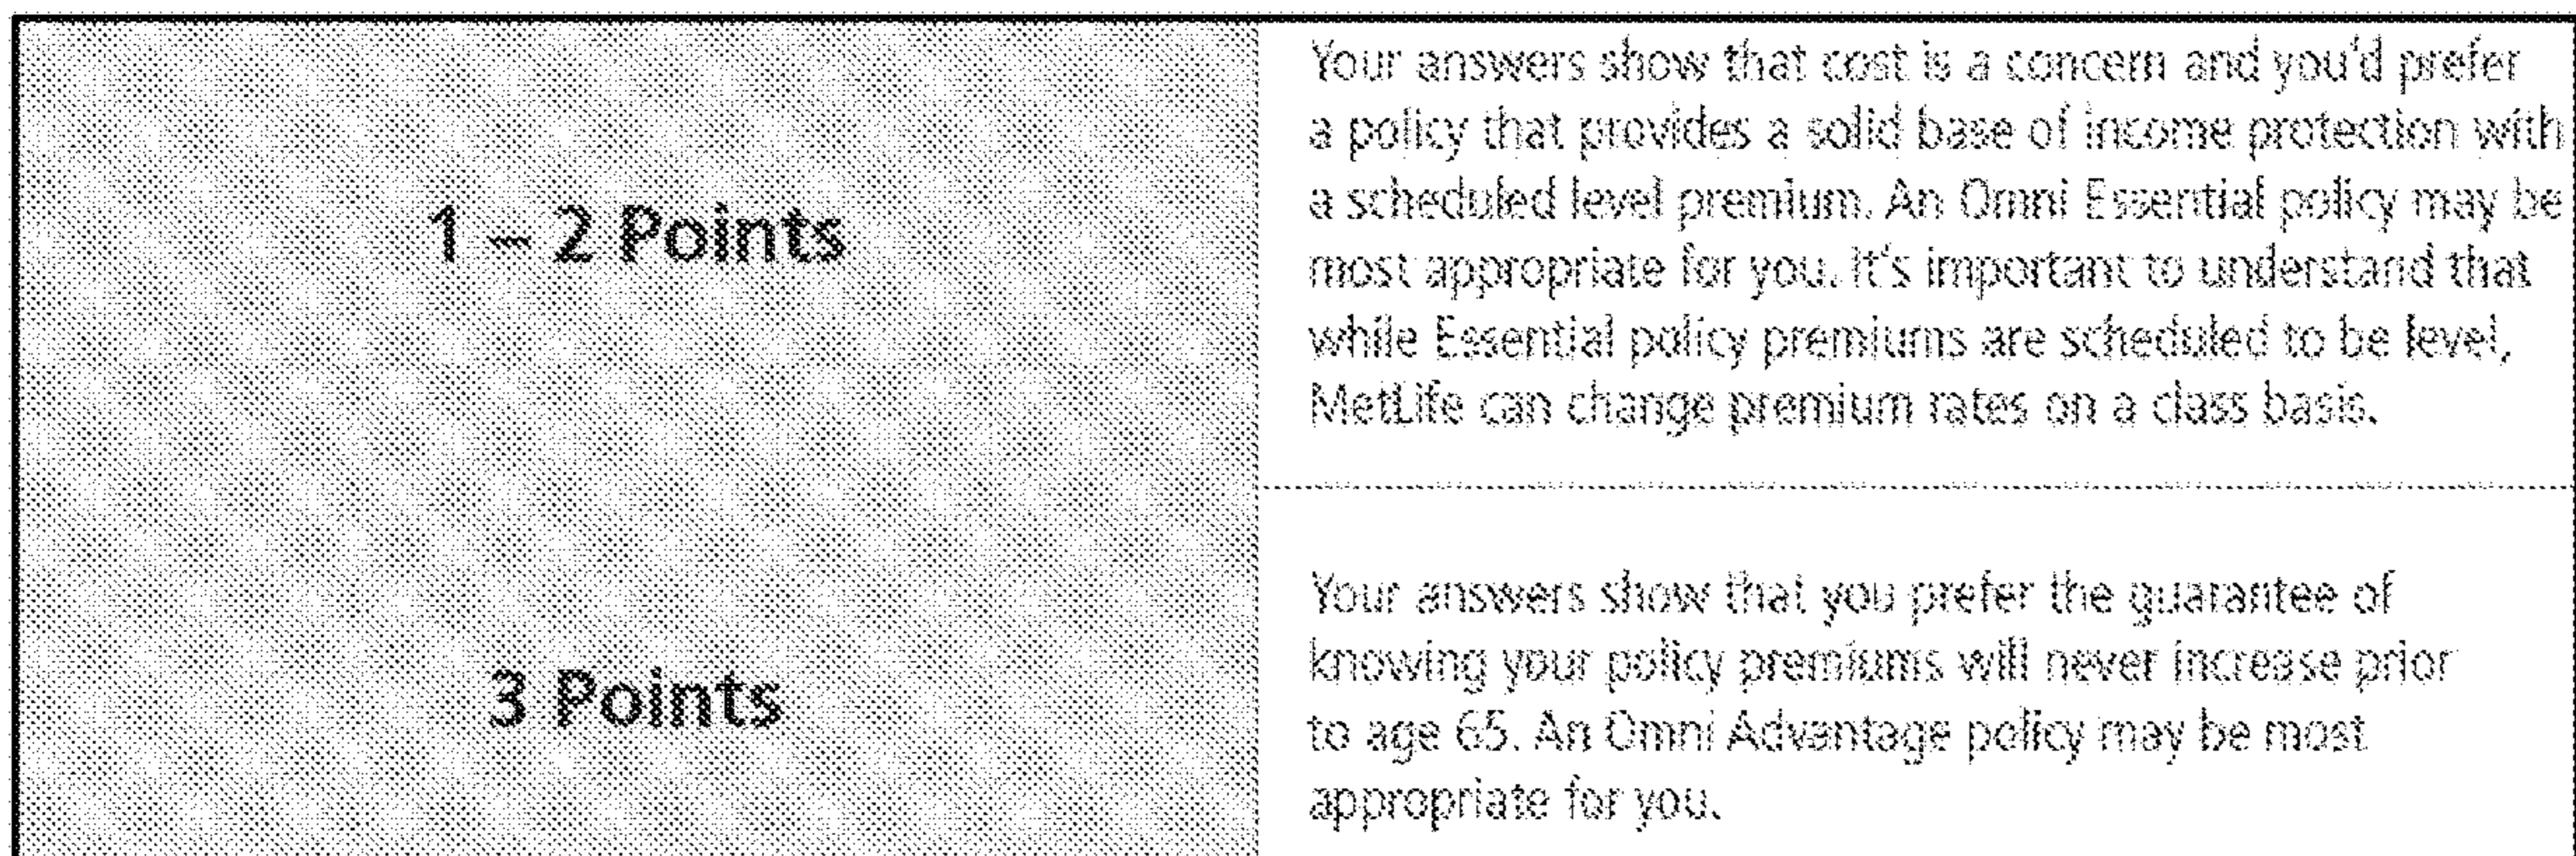 1 – 2 Points
Your answers show that cost is a concern and you'd prefer
a policy that provides a solid base of income protection with
a scheduled level premium. An Omni Essential policy may be
most appropriate for you. It's important to understand that
while Essential policy premiums are scheduled to be level,
MetLife can change premium rates on a class basis.
3 Points
Your answers show that you prefer the guarantee of
knowing your policy premiums will never increase prior
to age 65. An Omni Advantage policy may be most
appropriate for you.